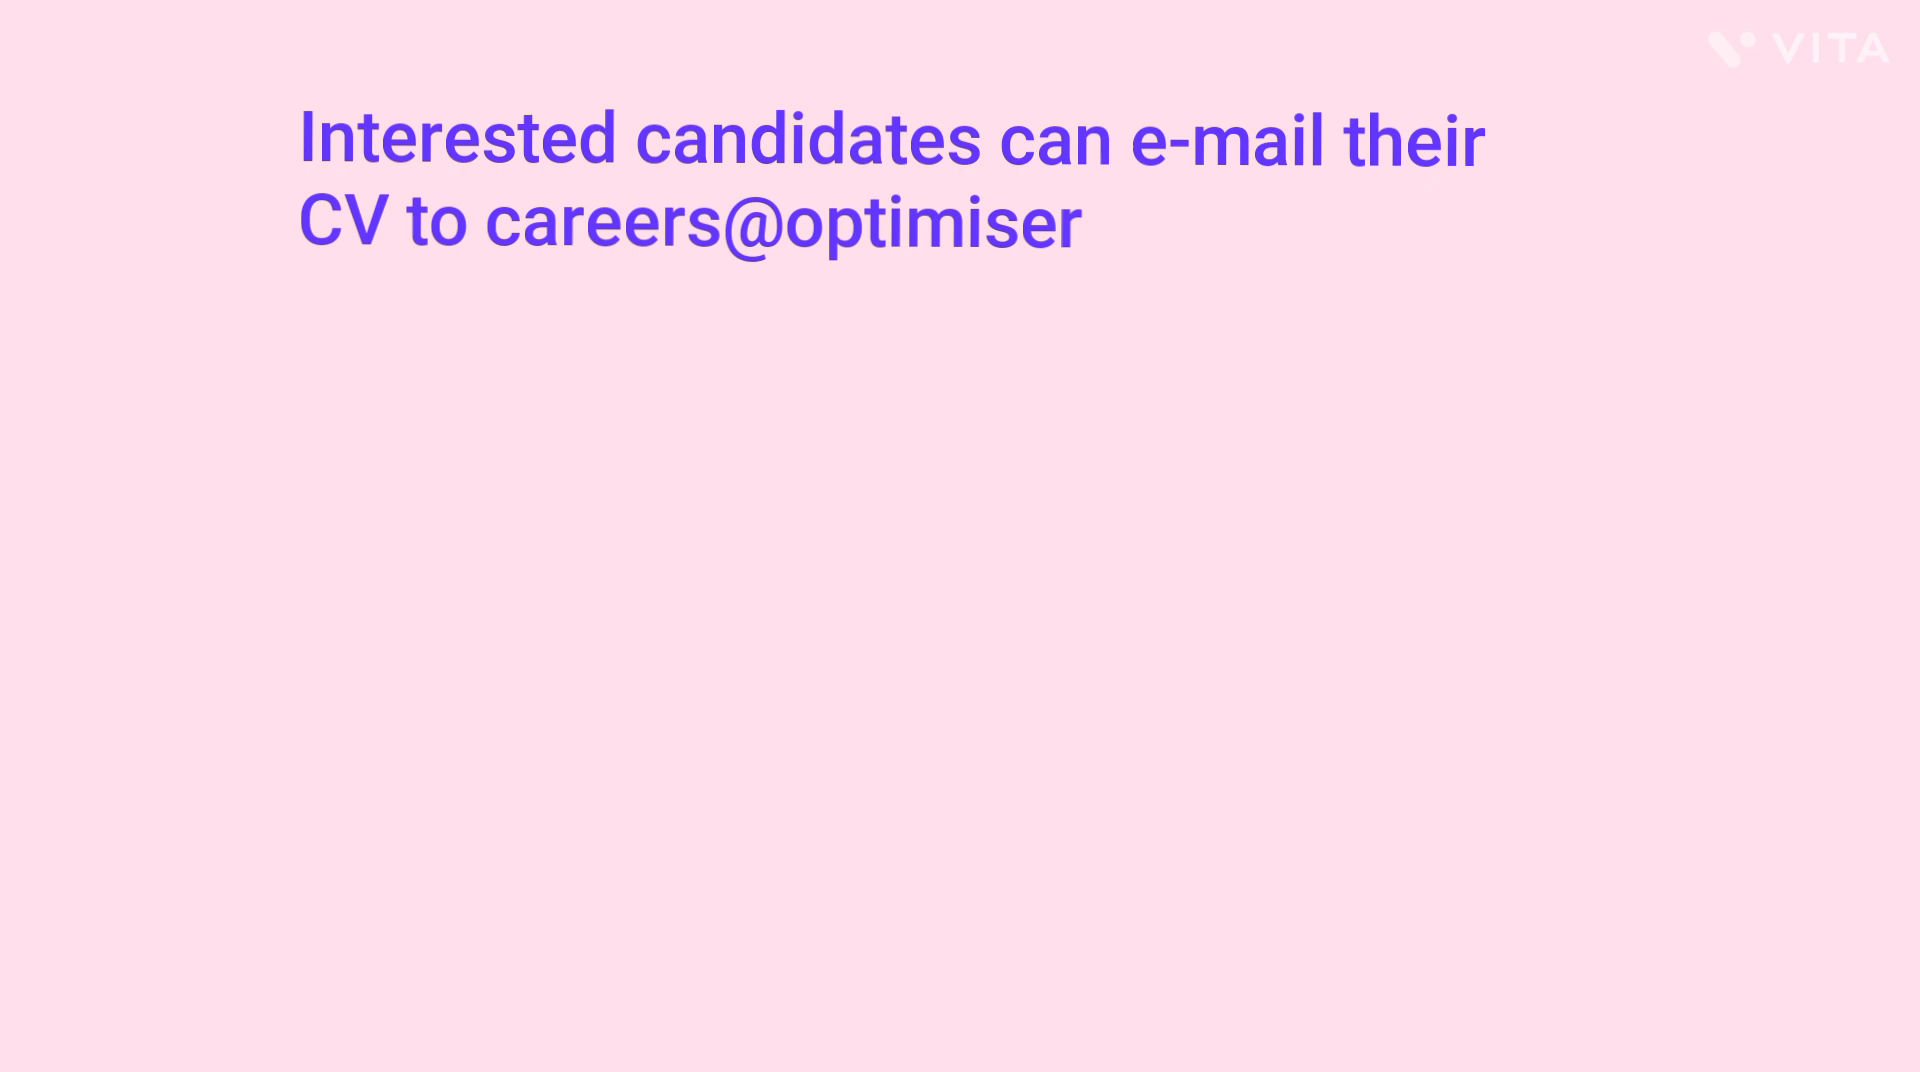 VITA
Interested candidates can e-mail their
CV to careers@optimiser